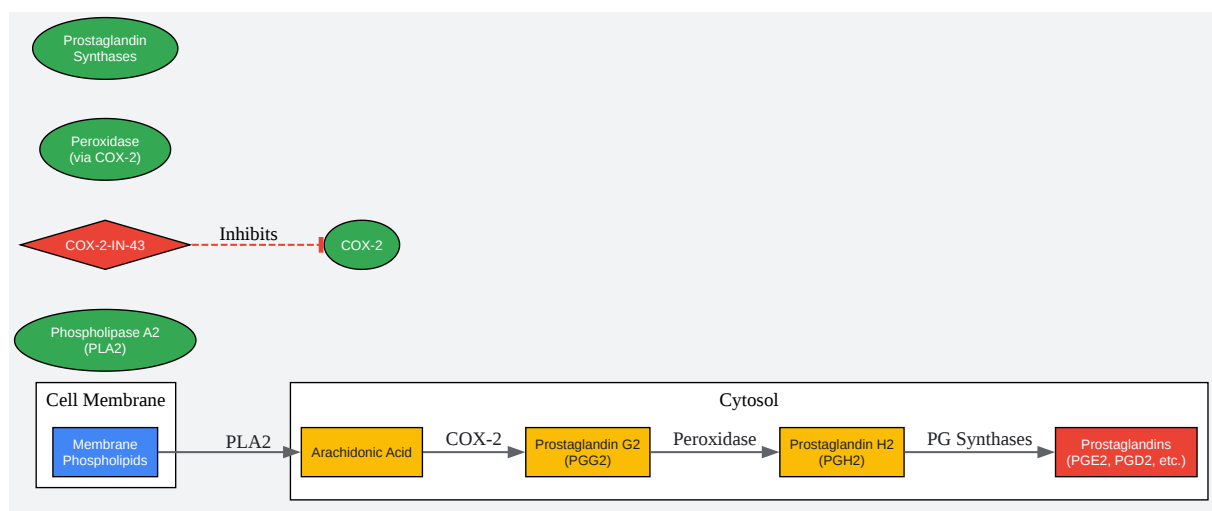 Prostaglandin
Synthases
Peroxidase
(via COX-2)
COX-2-IN-43
Inhibits
COX-2
Phospholipase A2
(PLA2)
Cell Membrane
Membrane
Phospholipids
PLA2
Cytosol
Arachidonic Acid
COX-2
Prostaglandin G2
(PGG2)
Peroxidase
Prostaglandin H2
(PGH2)
PG Synthases
Prostaglandins
(PGE2, PGD2, etc.)